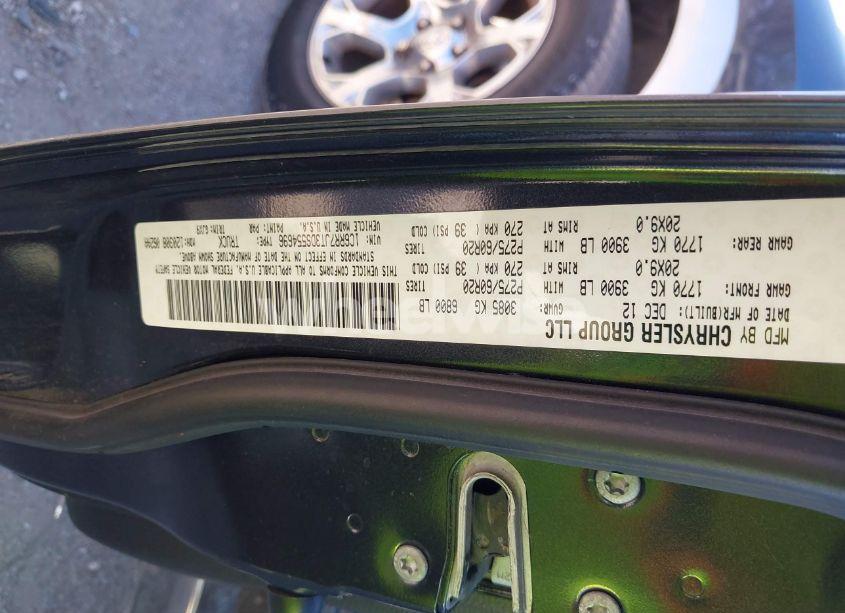 MFD BY CHRYSLER GROUP LLC
DATE OF MFR(BUILT): DEC 12 GVWR: 3085 KG 6800 LB
GAWR FRONT: 1770 KG 3900 LB WITH P275/60R20 TIRES
20X9.0 RIMS AT 270 KPA ( 39 PSI) COLD
GAWR REAR: 1770 KG 3900 LB WITH P275/60R20 TIRES
20X9.0 RIMS AT 270 KPA ( 39 PSI) COLD
THIS VEHICLE CONFORMS TO ALL APPLICABLE U.S.A. FEDERAL MOTOR VEHICLE SAFETY
STANDARDS IN EFFECT ON THE DATE OF MANUFACTURE SHOWN ABOVE.
VIN: TYPE: TRUCK
VEHICLE MADE IN U.S.A. PAINT: TRIM:
wheelwise